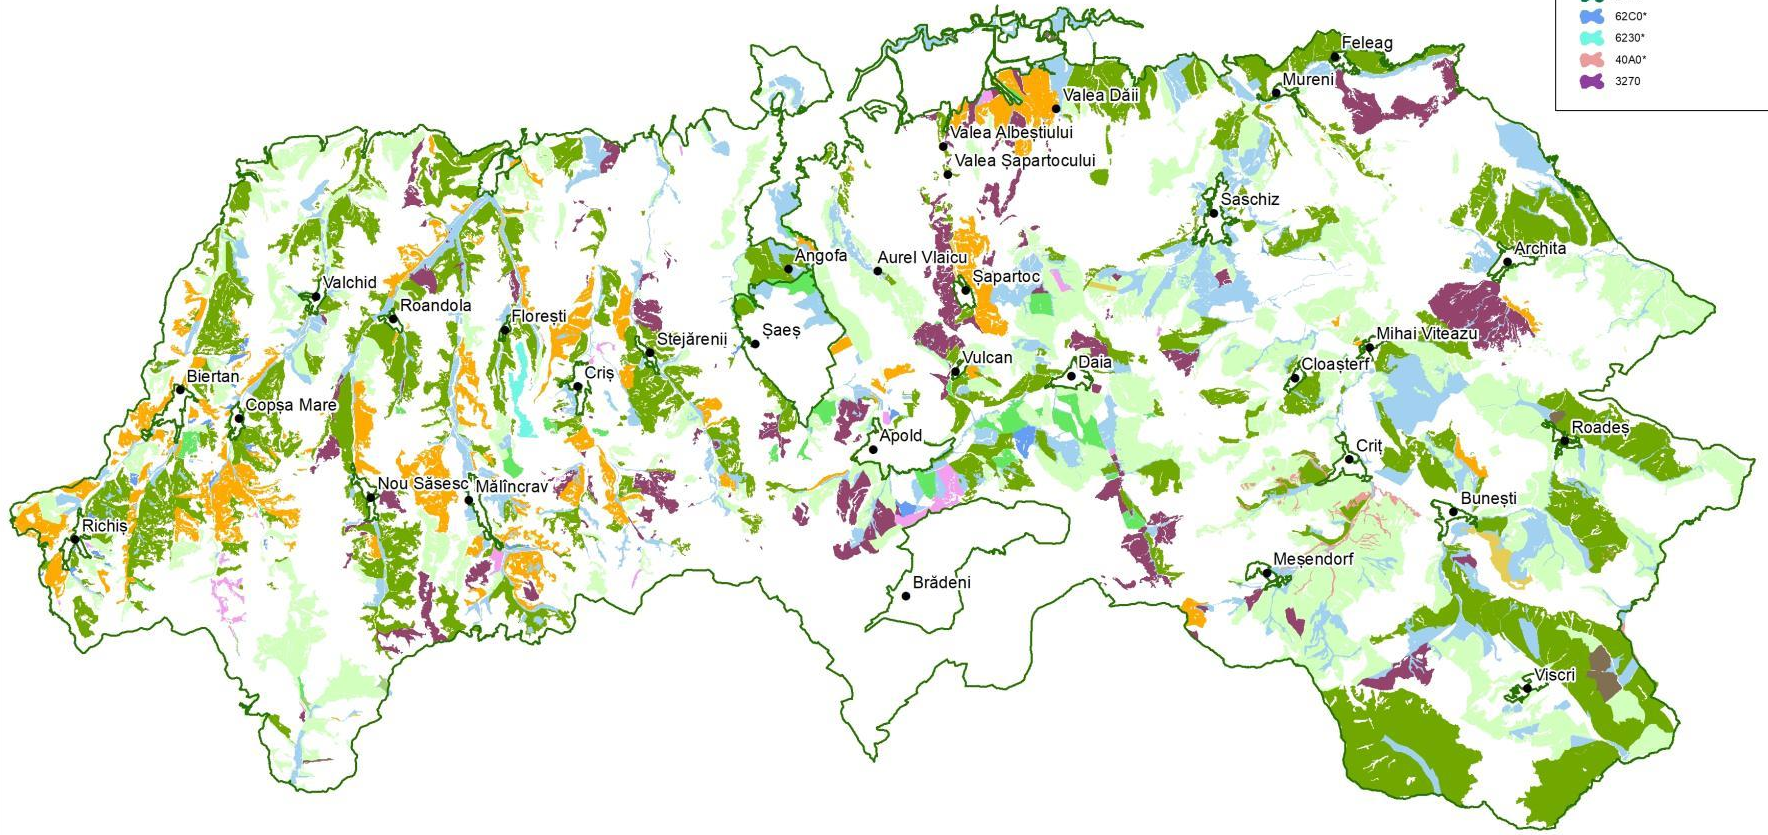 62C0*
6230*
40A0*
3270
Feleag
Mureni
Valea Dăii
Valea Albeștiului
Valea Șapartocului
Saschiz
Archita
Angofa
Aurel Vlaicu
Șapartoc
Valchid
Roandola
Florești
Stejărenii
Șaeș
Mihai Viteazu
Vulcan
Daia
Cloașterf
Biertan
Criș
Copșa Mare
Roadeș
Apold
Criț
Nou Săsesc
Mălîncrav
Bunești
Richiș
Meșendorf
Brădeni
Viscri